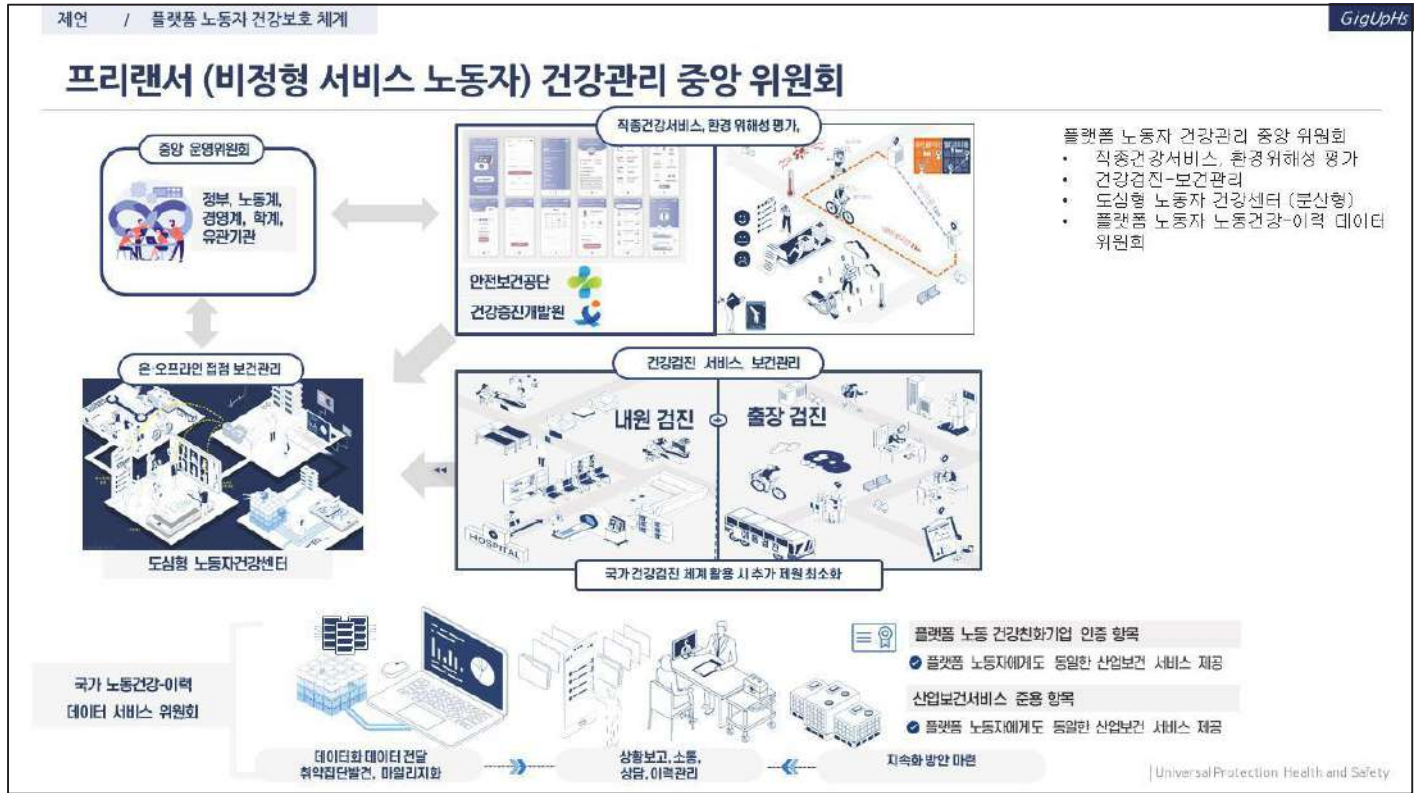 제언 / 플랫폼 노동자 건강보호 체계
GigUpHs
프리랜서 (비정형 서비스 노동자) 건강관리 중앙 위원회
중앙 운영위원회
정부, 노동계,
경영계, 학계,
유관기관
직종건강서비스, 환경 위해성 평가,
안전보건공단
건강증진개발원
플랫폼 노동자 건강관리 중앙 위원회
• 직종건강서비스, 환경위해성 평가
• 건강검진-보건관리
• 도심형 노동자 건강센터 (분산형)
• 플랫폼 노동자 노동건강-이력 데이터
위원회
온·오프라인 접점 보건관리
도심형 노동자건강센터
건강검진 서비스, 보건관리
내원 검진
출장 검진
HOSPITAL
이동검진
국가 건강검진 체계 활용 시 추가 재원 최소화
국가 노동건강-이력
데이터 서비스 위원회
데이터화 데이터 전달
취약집단발견, 마일리지화
상황보고, 소통,
상담, 이력관리
지속화 방안 마련
플랫폼 노동 건강친화기업 인증 항목
플랫폼 노동자에게도 동일한 산업보건 서비스 제공
산업보건서비스 준용 항목
플랫폼 노동자에게도 동일한 산업보건 서비스 제공
| Universal Protection Health and Safety